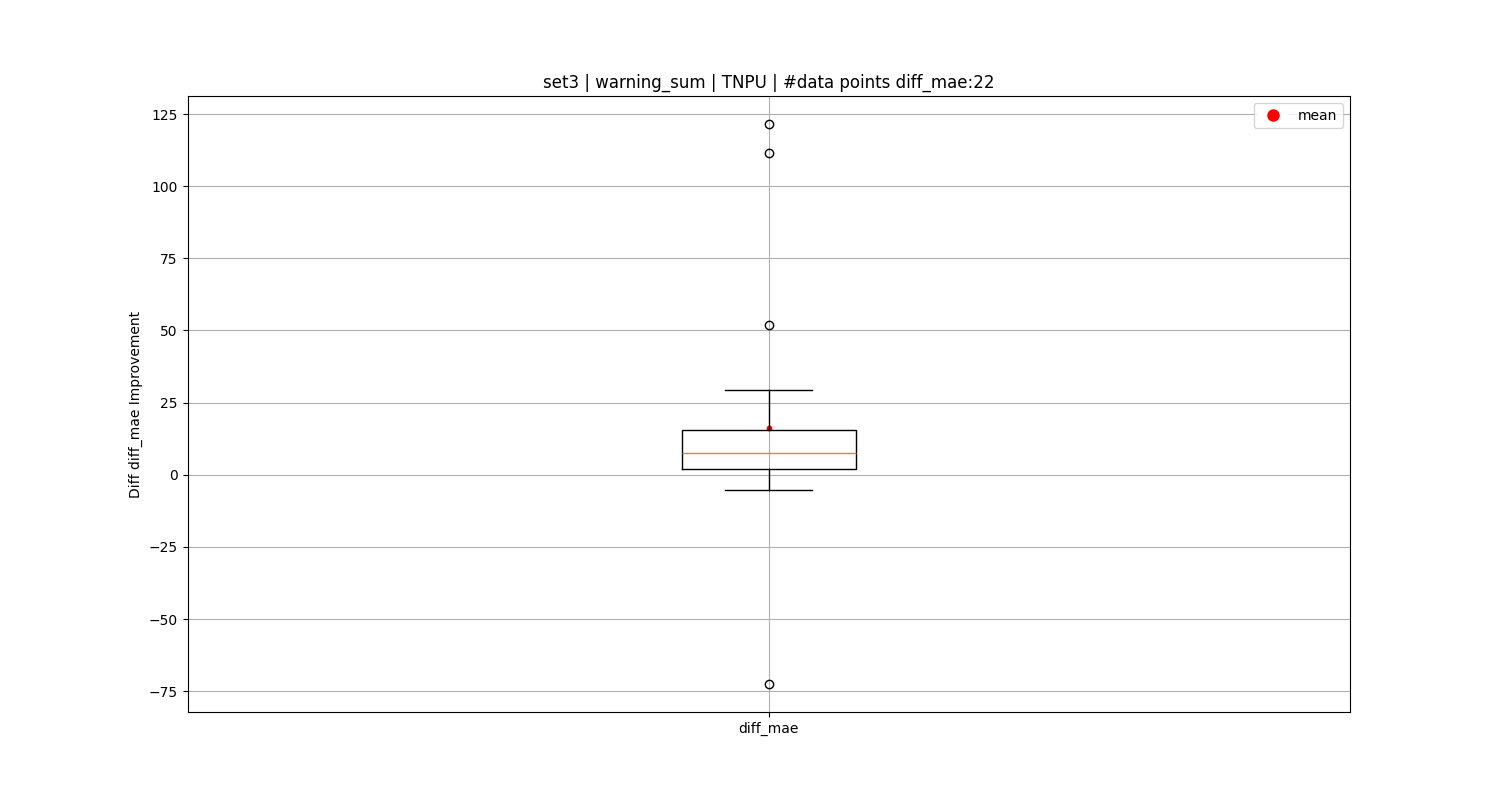 set3 | warning_sum | TNPU | #data points diff_mae:22
mean
Diff diff_mae Improvement
125
100
75
50
25
0
−25
−50
−75
diff_mae